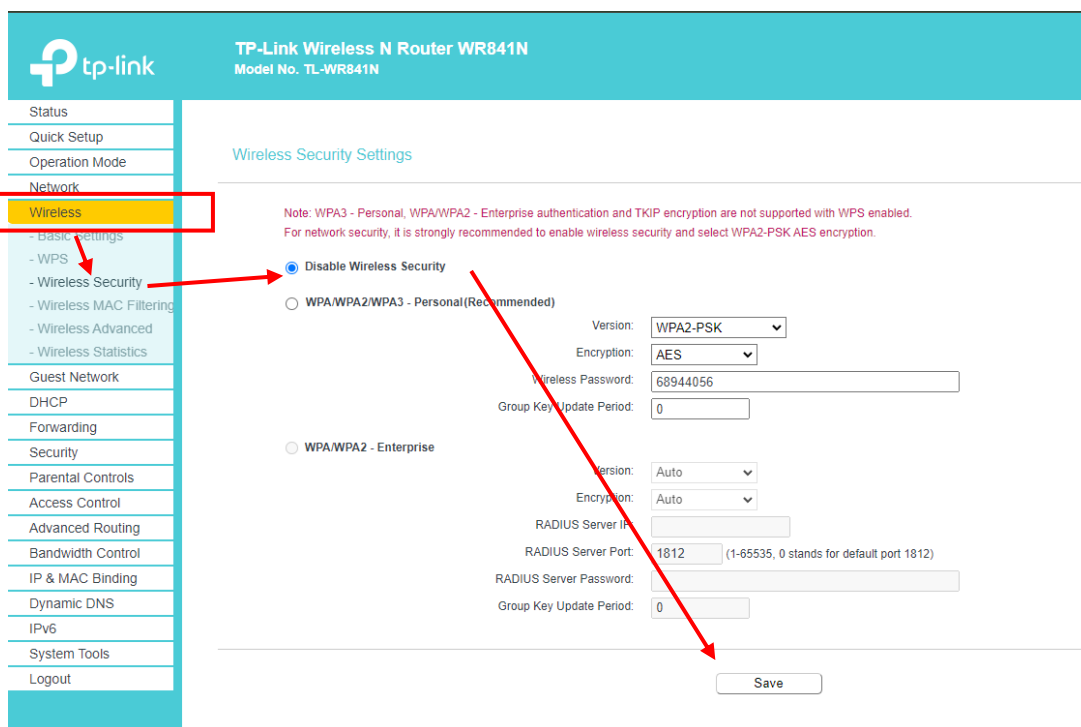 tp-link
TP-Link Wireless N Router WR841N
Model No. TL-WR841N
Status
Quick Setup
Operation Mode
Network
Wireless
- Basic Settings
- WPS
- Wireless Security
- Wireless MAC Filtering
- Wireless Advanced
- Wireless Statistics
Guest Network
DHCP
Forwarding
Security
Parental Controls
Access Control
Advanced Routing
Bandwidth Control
IP & MAC Binding
Dynamic DNS
IPv6
System Tools
Logout
Wireless Security Settings
Note: WPA3 - Personal, WPA/WPA2 - Enterprise authentication and TKIP encryption are not supported with WPS enabled.
For network security, it is strongly recommended to enable wireless security and select WPA2-PSK AES encryption.
Disable Wireless Security
WPA/WPA2/WPA3 - Personal(Recommended)
Version: WPA2-PSK
Encryption: AES
Wireless Password: 68944056
Group Key Update Period: 0
WPA/WPA2 - Enterprise
Version: Auto
Encryption: Auto
RADIUS Server IP:
RADIUS Server Port: 1812 (1-65535, 0 stands for default port 1812)
RADIUS Server Password:
Group Key Update Period: 0
Save